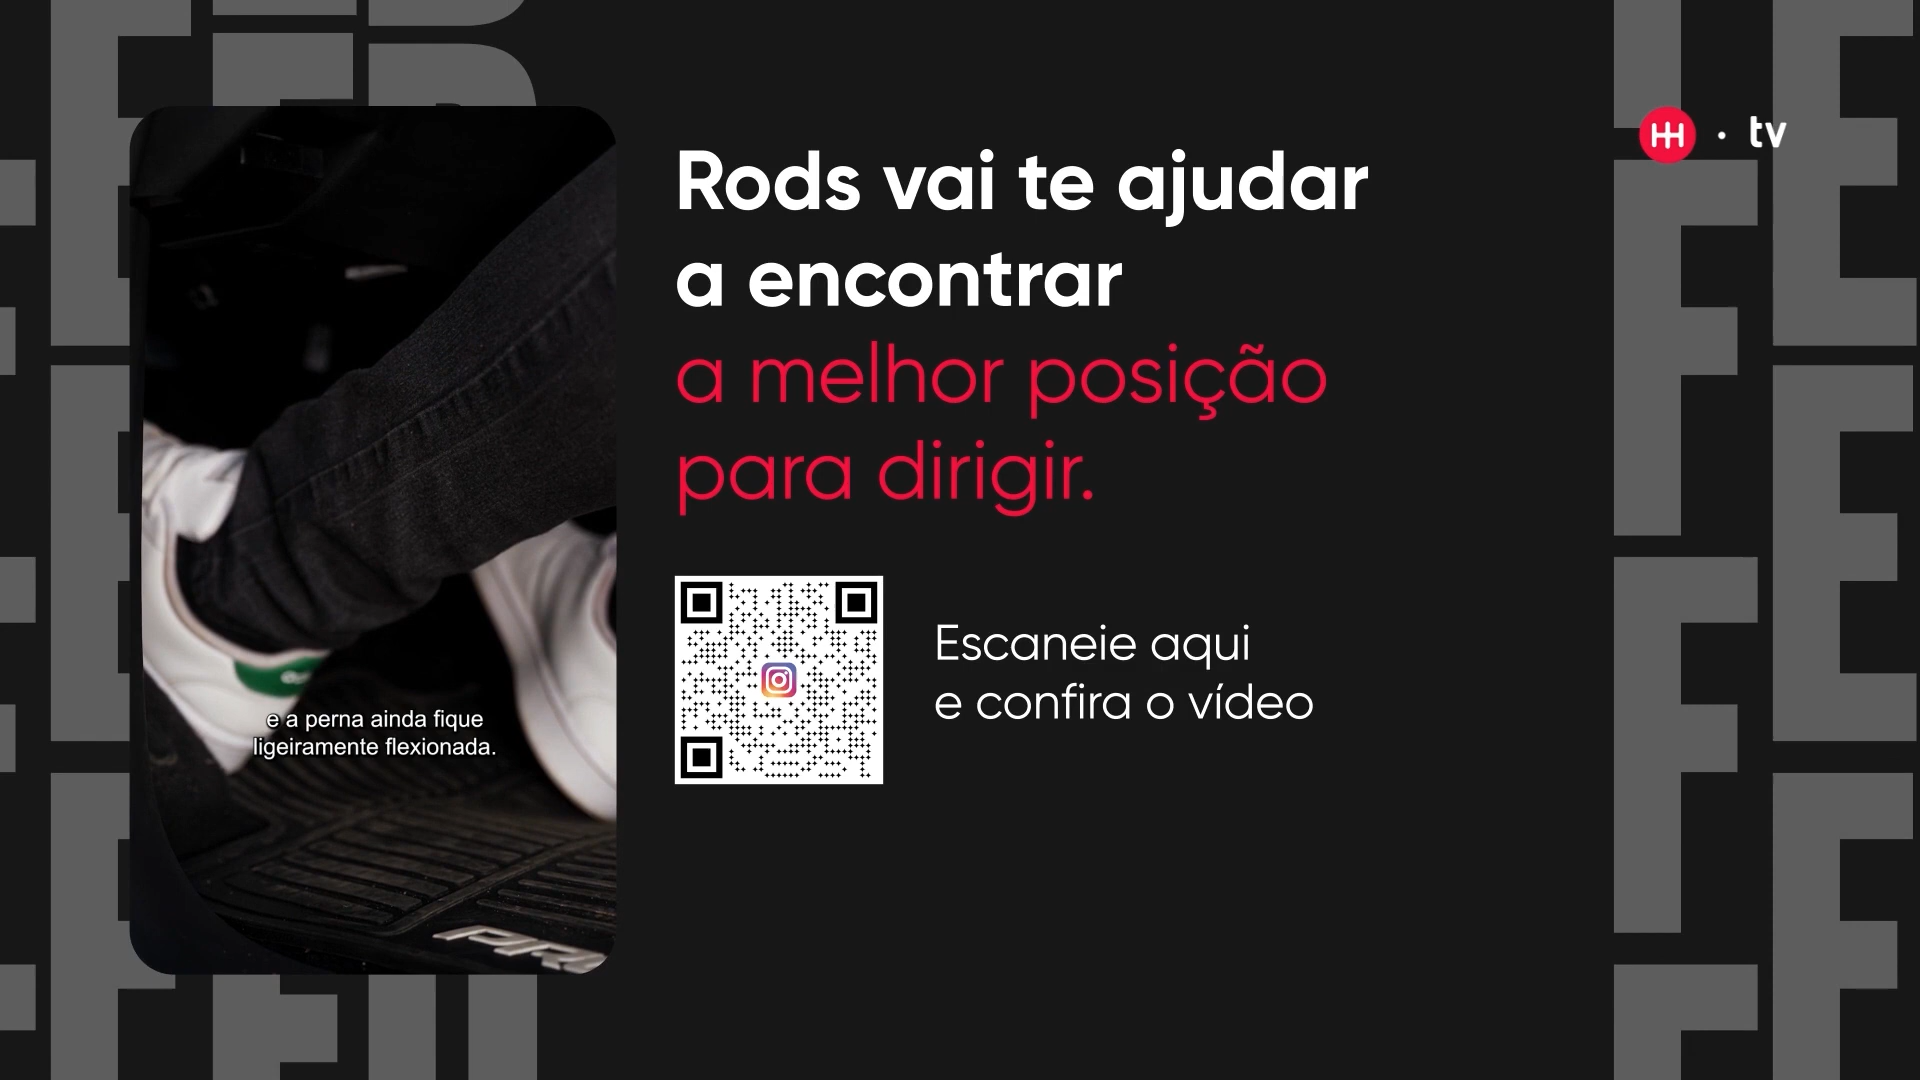 tv
Rods vai te ajudar
a encontrar
a melhor posição
para dirigir.
Escaneie aqui
e confira o vídeo
e a perna ainda fique
ligeiramente flexionada.